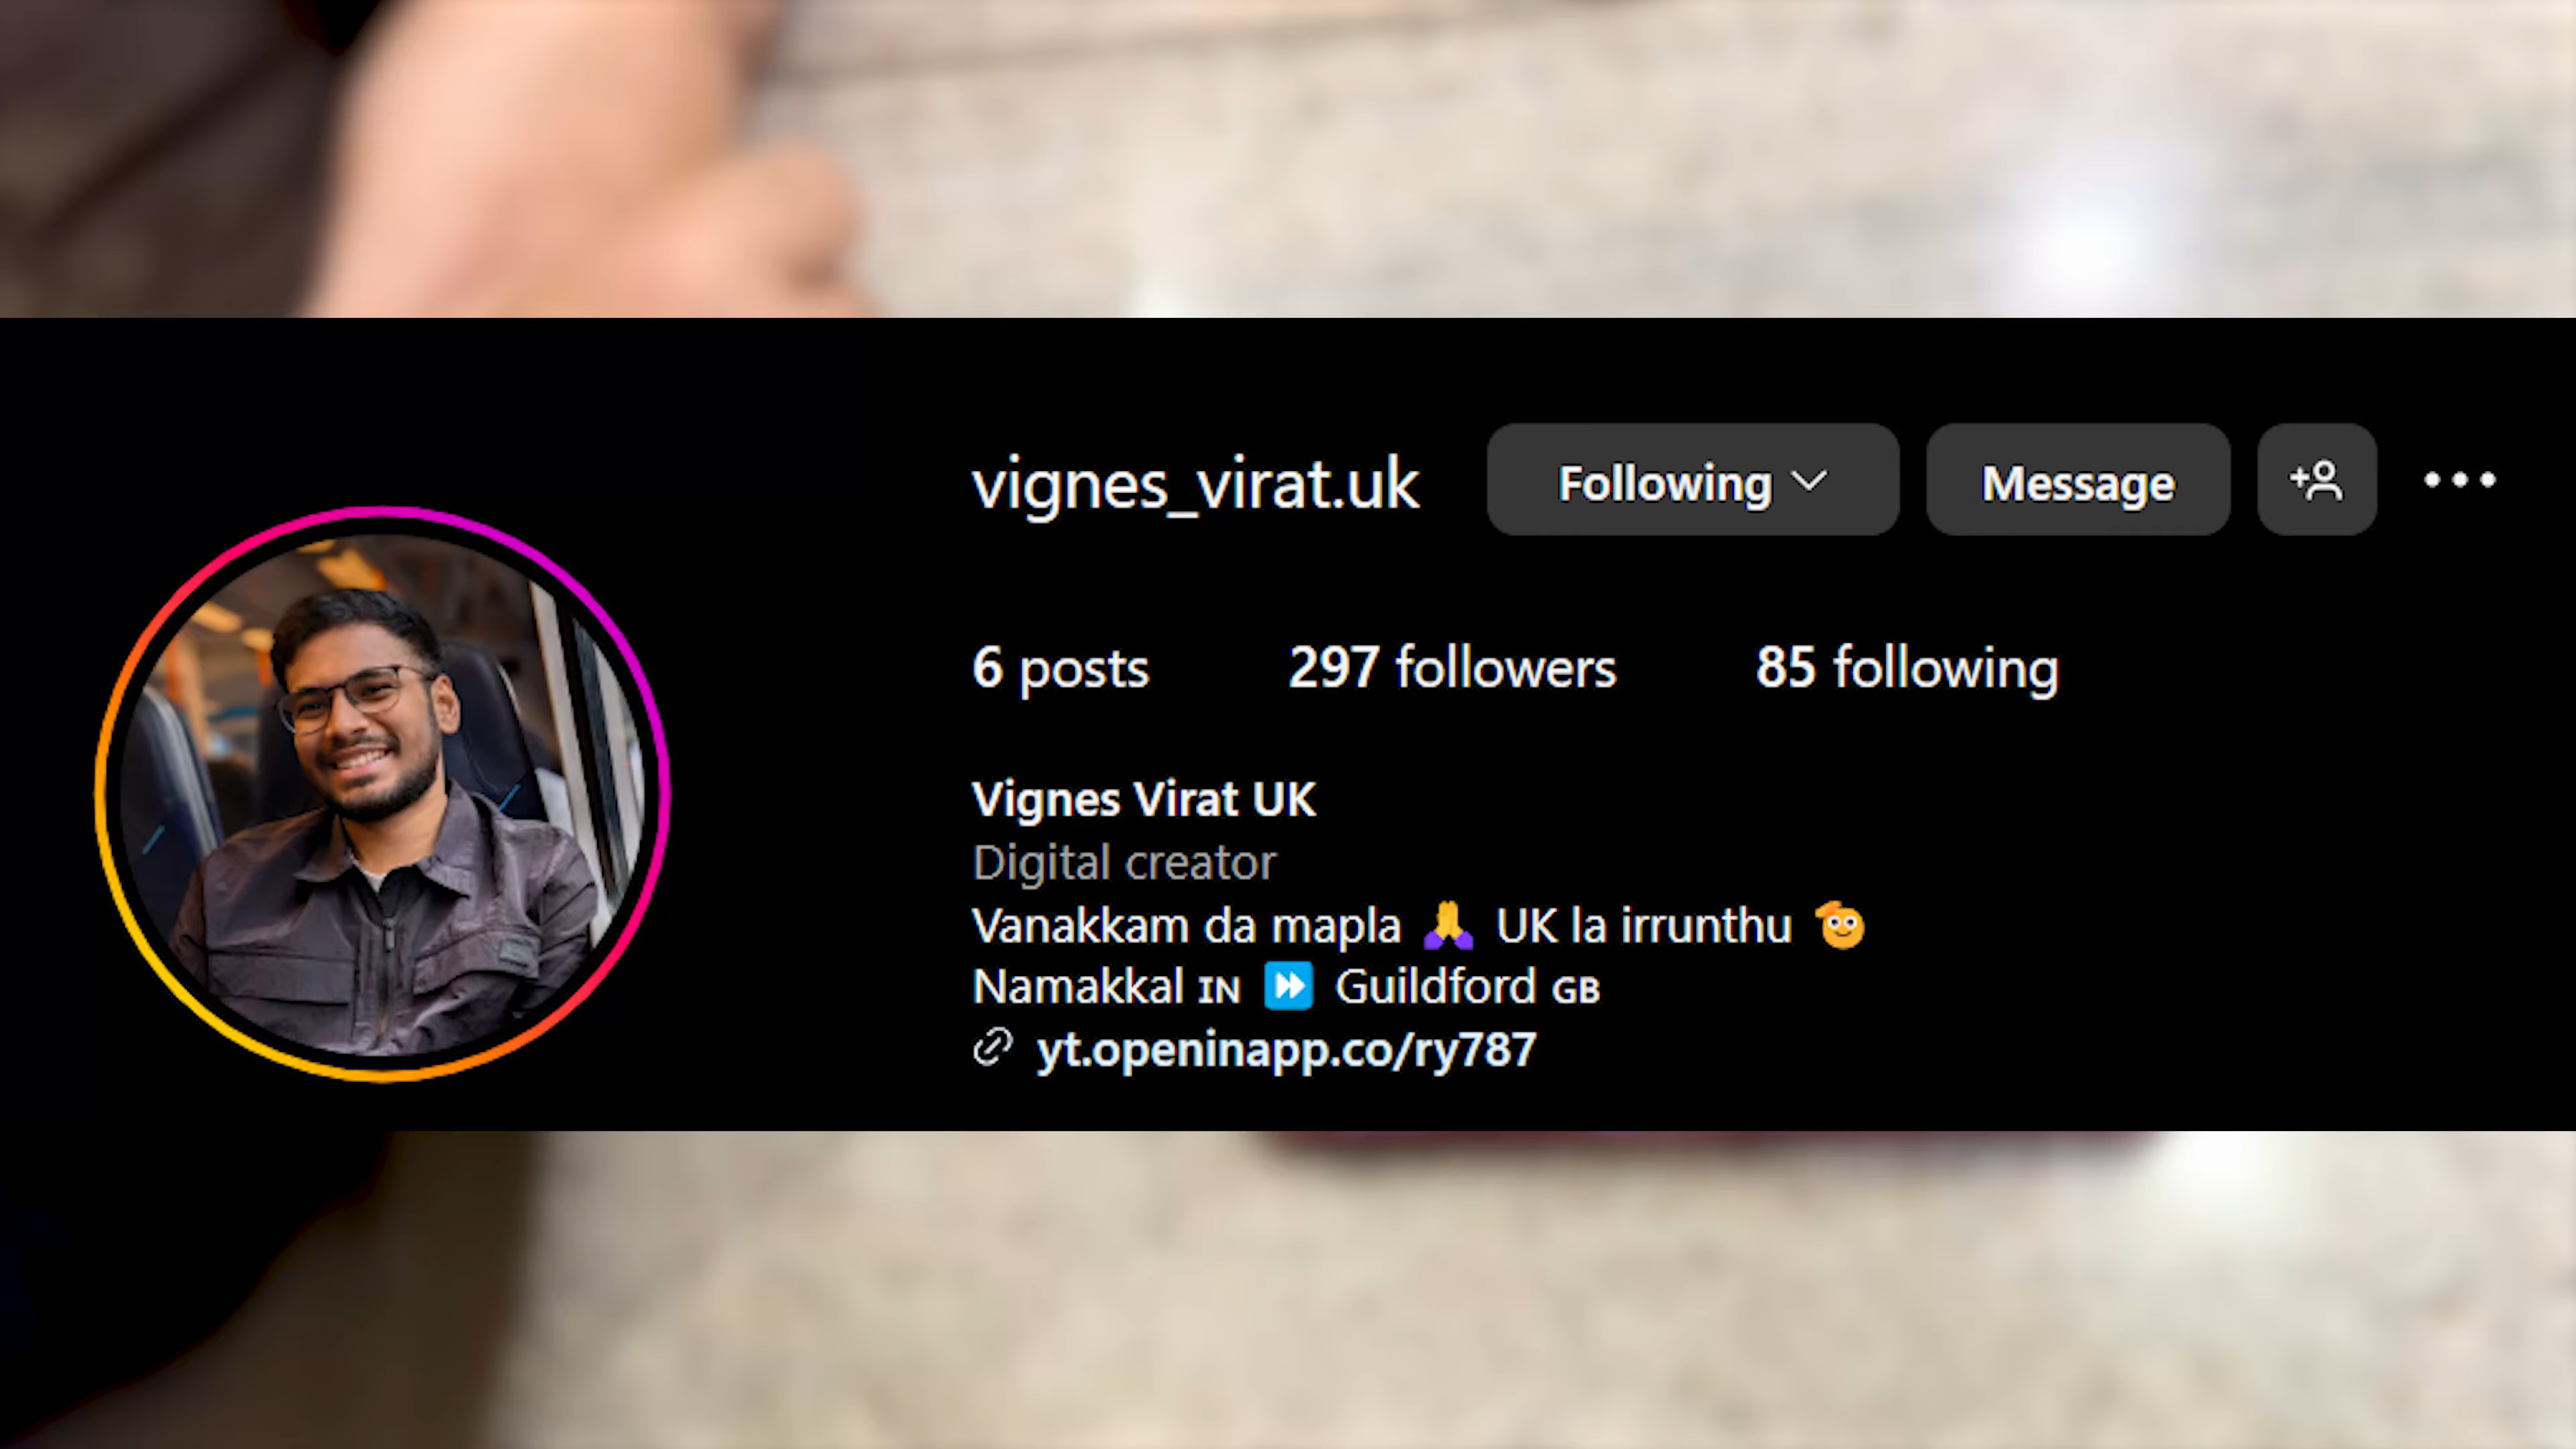 vignes_virat.uk Following Message
6 posts 297 followers 85 following
Vignes Virat UK
Digital creator
Vanakkam da mapla 🙏 UK la irrunthu 🫡
Namakkal IN ⏩ Guildford GB
yt.openinapp.co/ry787